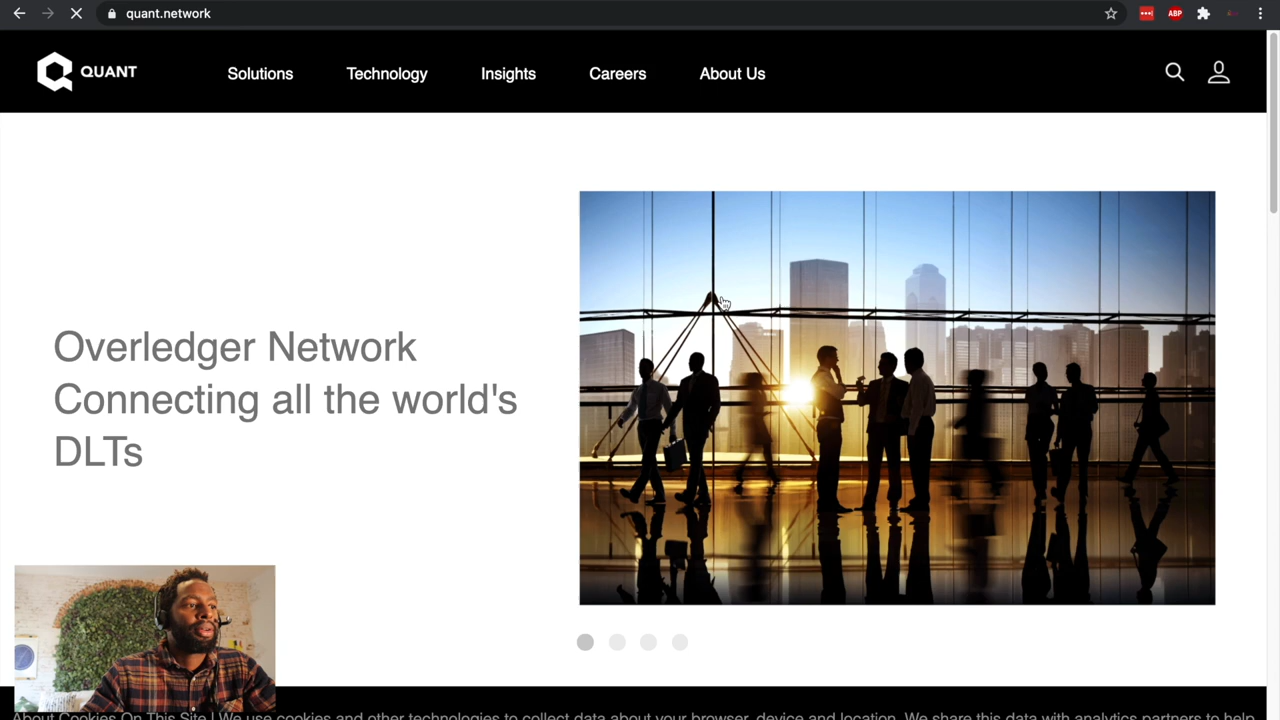 quant.network
ABP
QUANT
Solutions
Technology
Insights
Careers
About Us
Overledger Network
Connecting all the world's
DLTs
About Cookies On This Site | We use cookies and other technologies to collect data about your browser, device and location. We share this data with analytics partners to help